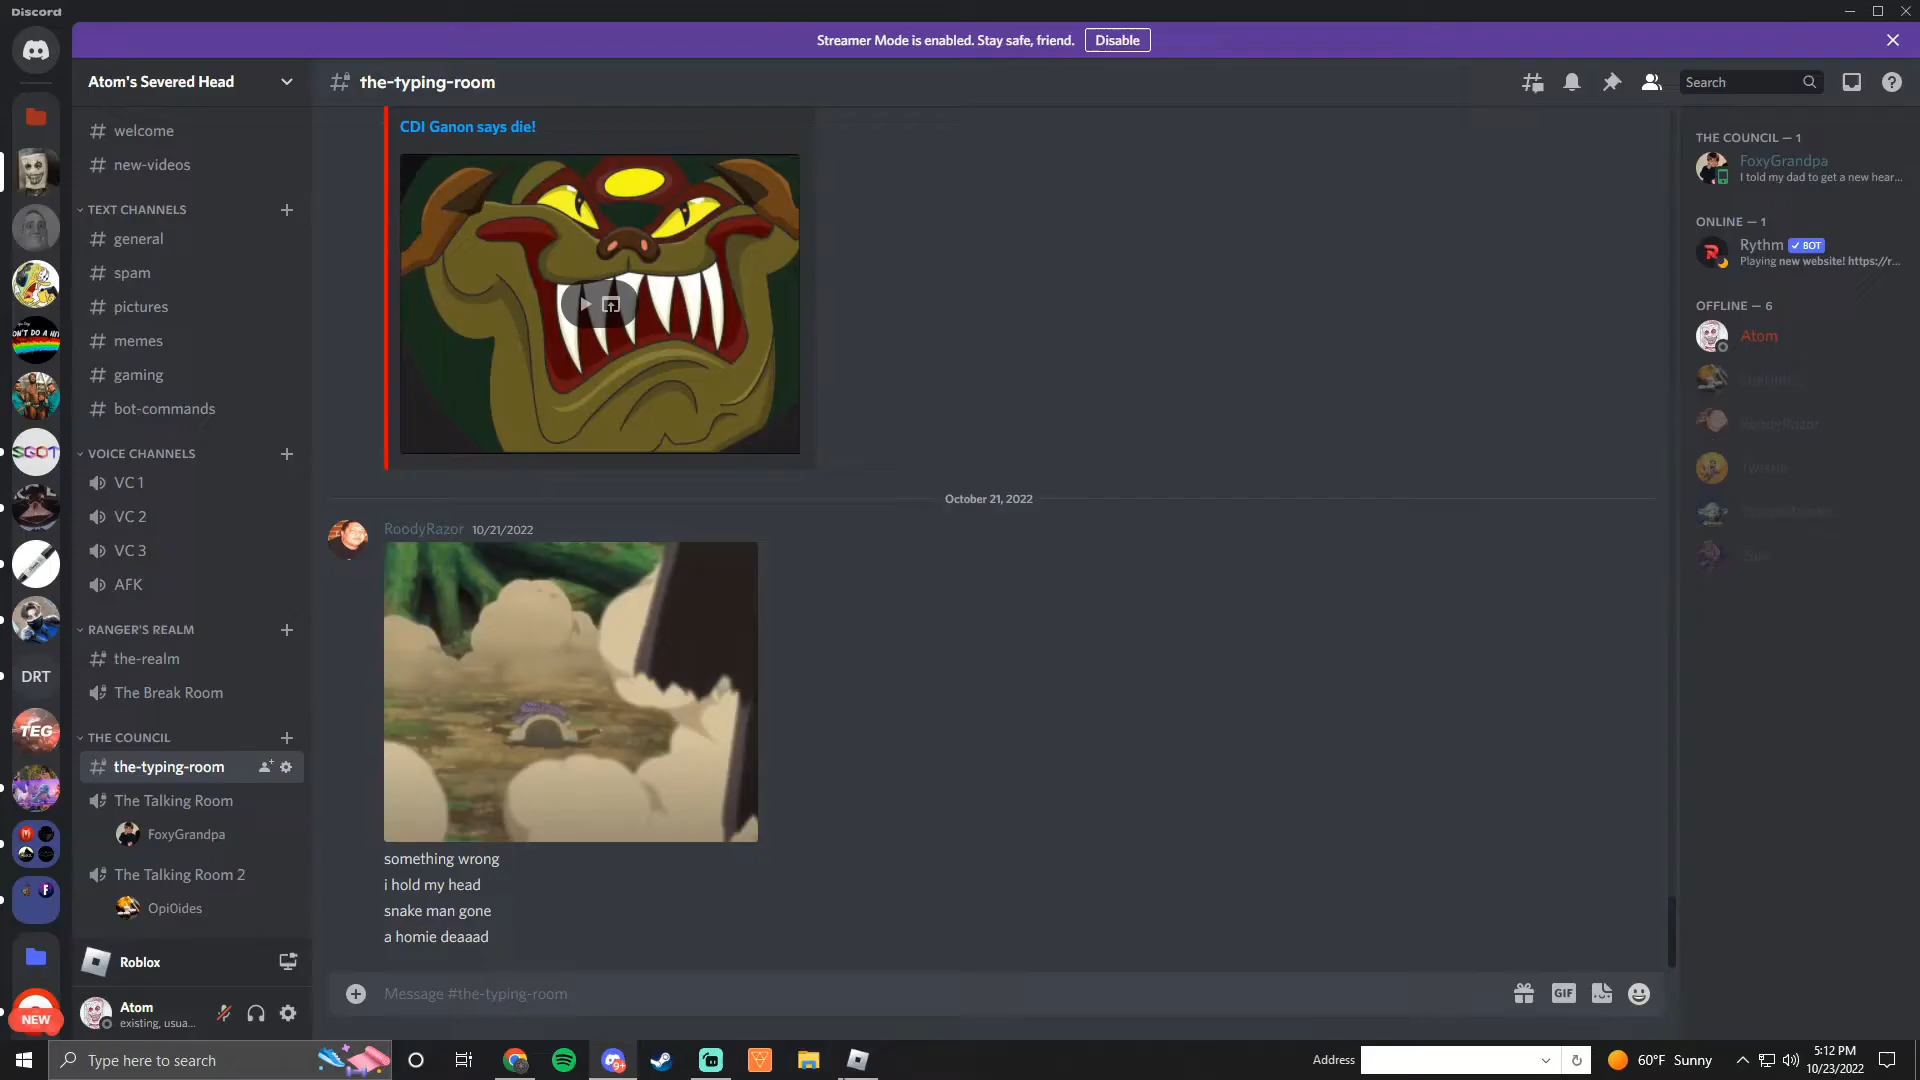 Discord
Streamer Mode is enabled. Stay safe, friend.
Disable
Atom's Severed Head
the-typing-room
Search
welcome
new-videos
TEXT CHANNELS
general
spam
pictures
memes
gaming
bot-commands
VOICE CHANNELS
VC 1
VC 2
VC 3
AFK
RANGER'S REALM
the-realm
The Break Room
THE COUNCIL
the-typing-room
The Talking Room
FoxyGrandpa
The Talking Room 2
Opi0ides
Roblox
Atom
existing, usua...
SGOT
DRT
TEG
NEW
CDI Ganon says die!
October 21, 2022
RoodyRazor 10/21/2022
something wrong
i hold my head
snake man gone
a homie deaaad
Message #the-typing-room
GIF
THE COUNCIL — 1
FoxyGrandpa
I told my dad to get a new hear...
ONLINE — 1
Rythm BOT
Playing new website! https://r...
OFFLINE — 6
Atom
RoodyRazor
Type here to search
9+
Address
60°F Sunny
5:12 PM
10/23/2022